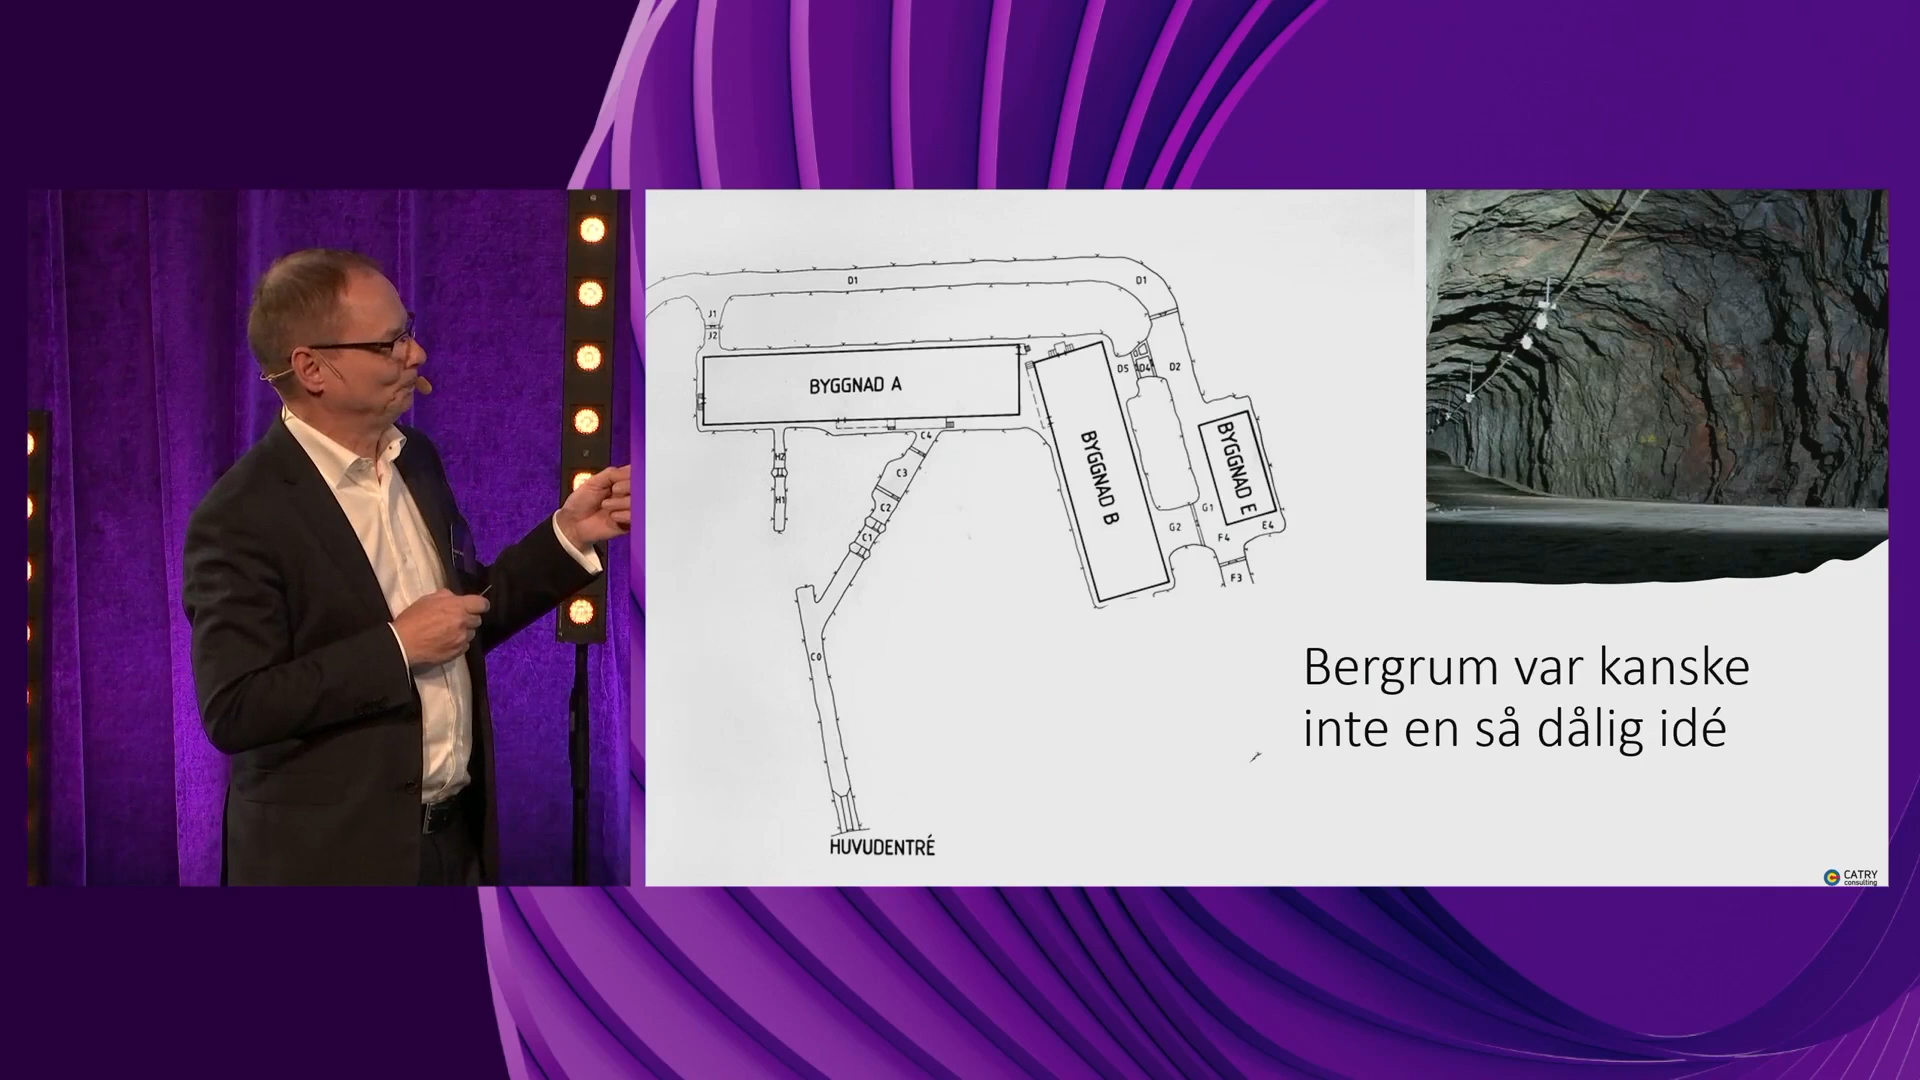 D1
D1
J1
J2
BYGGNAD A
D5
D4
D2
C4
H2
C3
H1
C2
C1
BYGGNAD B
BYGGNAD E
G1
G2
E4
F4
F3
C0
HUVUDENTRÉ
Bergrum var kanske
inte en så dålig idé
CATRY
consulting